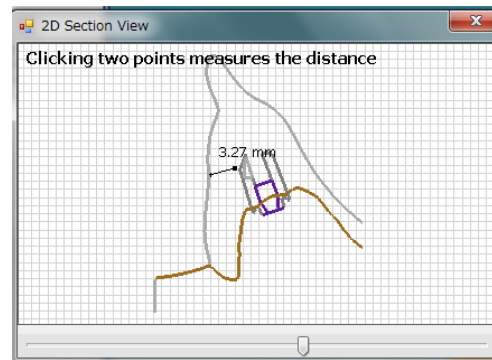 2D Section View
Clicking two points measures the distance
3.27 mm